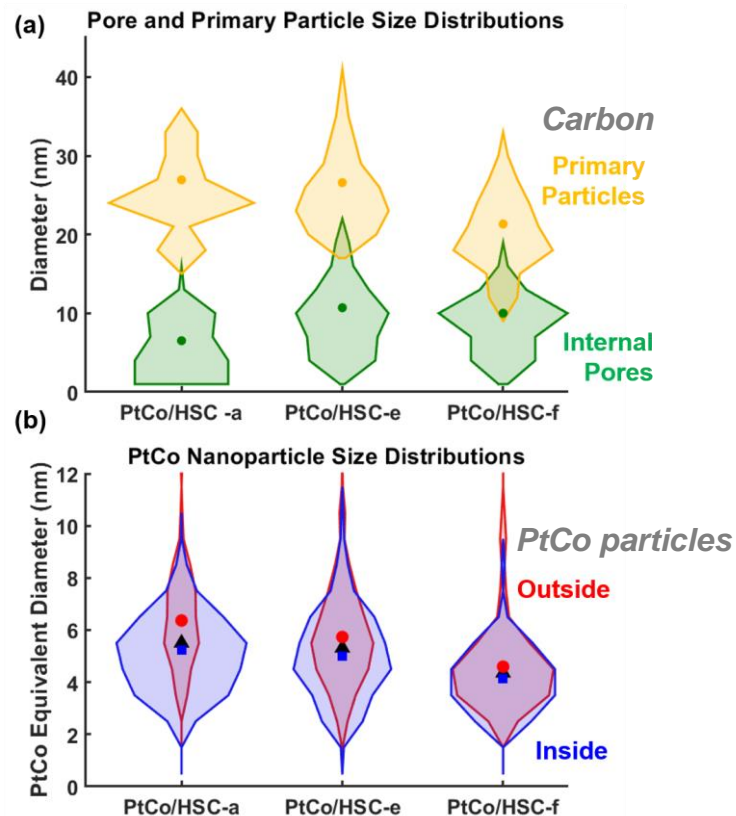 (a)
Pore and Primary Particle Size Distributions
Diameter (nm)
40
30
20
10
0
Carbon
Primary
Particles
Internal
Pores
PtCo/HSC -a
PtCo/HSC-e
PtCo/HSC-f
(b)
PtCo Nanoparticle Size Distributions
PtCo Equivalent Diameter (nm)
12
10
8
6
4
2
0
PtCo particles
Outside
Inside
PtCo/HSC-a
PtCo/HSC-e
PtCo/HSC-f